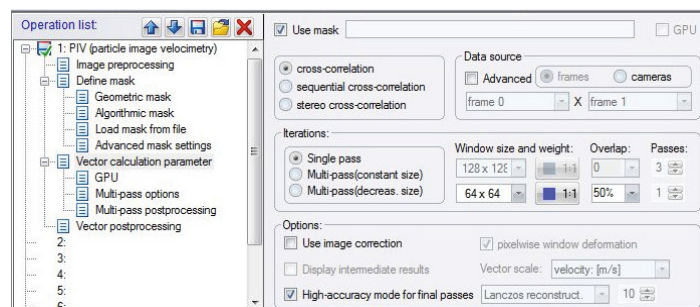 Operation list:
Use mask
GPU
1: PIV (particle image velocimetry)
Image preprocessing
Define mask
Geometric mask
Algorithmic mask
Load mask from file
Advanced mask settings
Vector calculation parameter
GPU
Multi-pass options
Multi-pass postprocessing
Vector postprocessing
2:
3:
4:
5:
cross-correlation
sequential cross-correlation
stereo cross-correlation
Data source
Advanced frames cameras
frame 0 X frame 1
Iterations:
Single pass
Multi-pass(constant size)
Multi-pass(decreas. size)
Window size and weight: Overlap: Passes:
128 x 128 1:1 0 3
64 x 64 1:1 50% 1
Options:
Use image correction pixelwise window deformation
Display intermediate results Vector scale: velocity: [m/s]
High-accuracy mode for final passes Lanczos reconstruct. 10